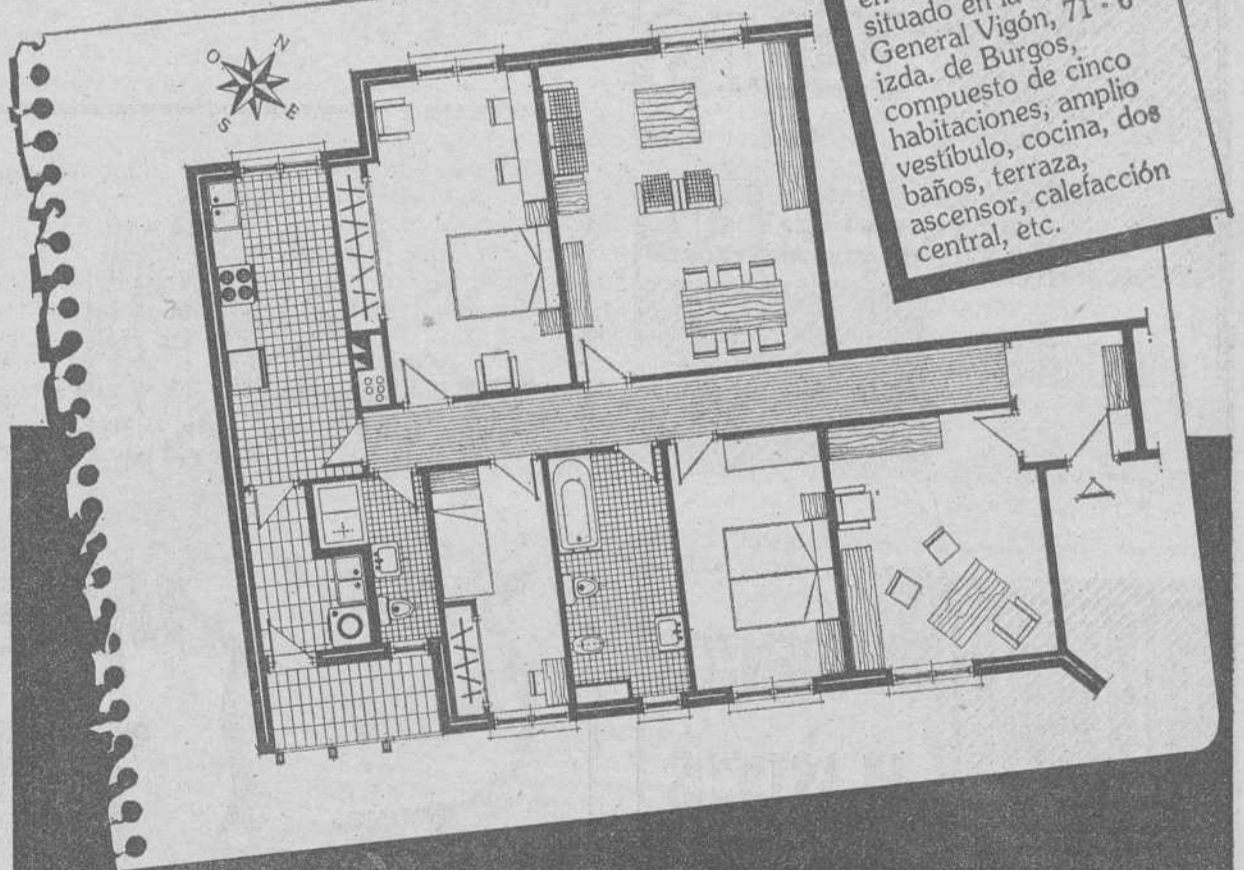 situado en la
General Vigón, 71 - 6
izda. de Burgos,
compuesto de cinco
habitaciones, amplio
vestíbulo, cocina, dos
baños, terraza,
ascensor, calefacción
central, etc.
N
O
E
S